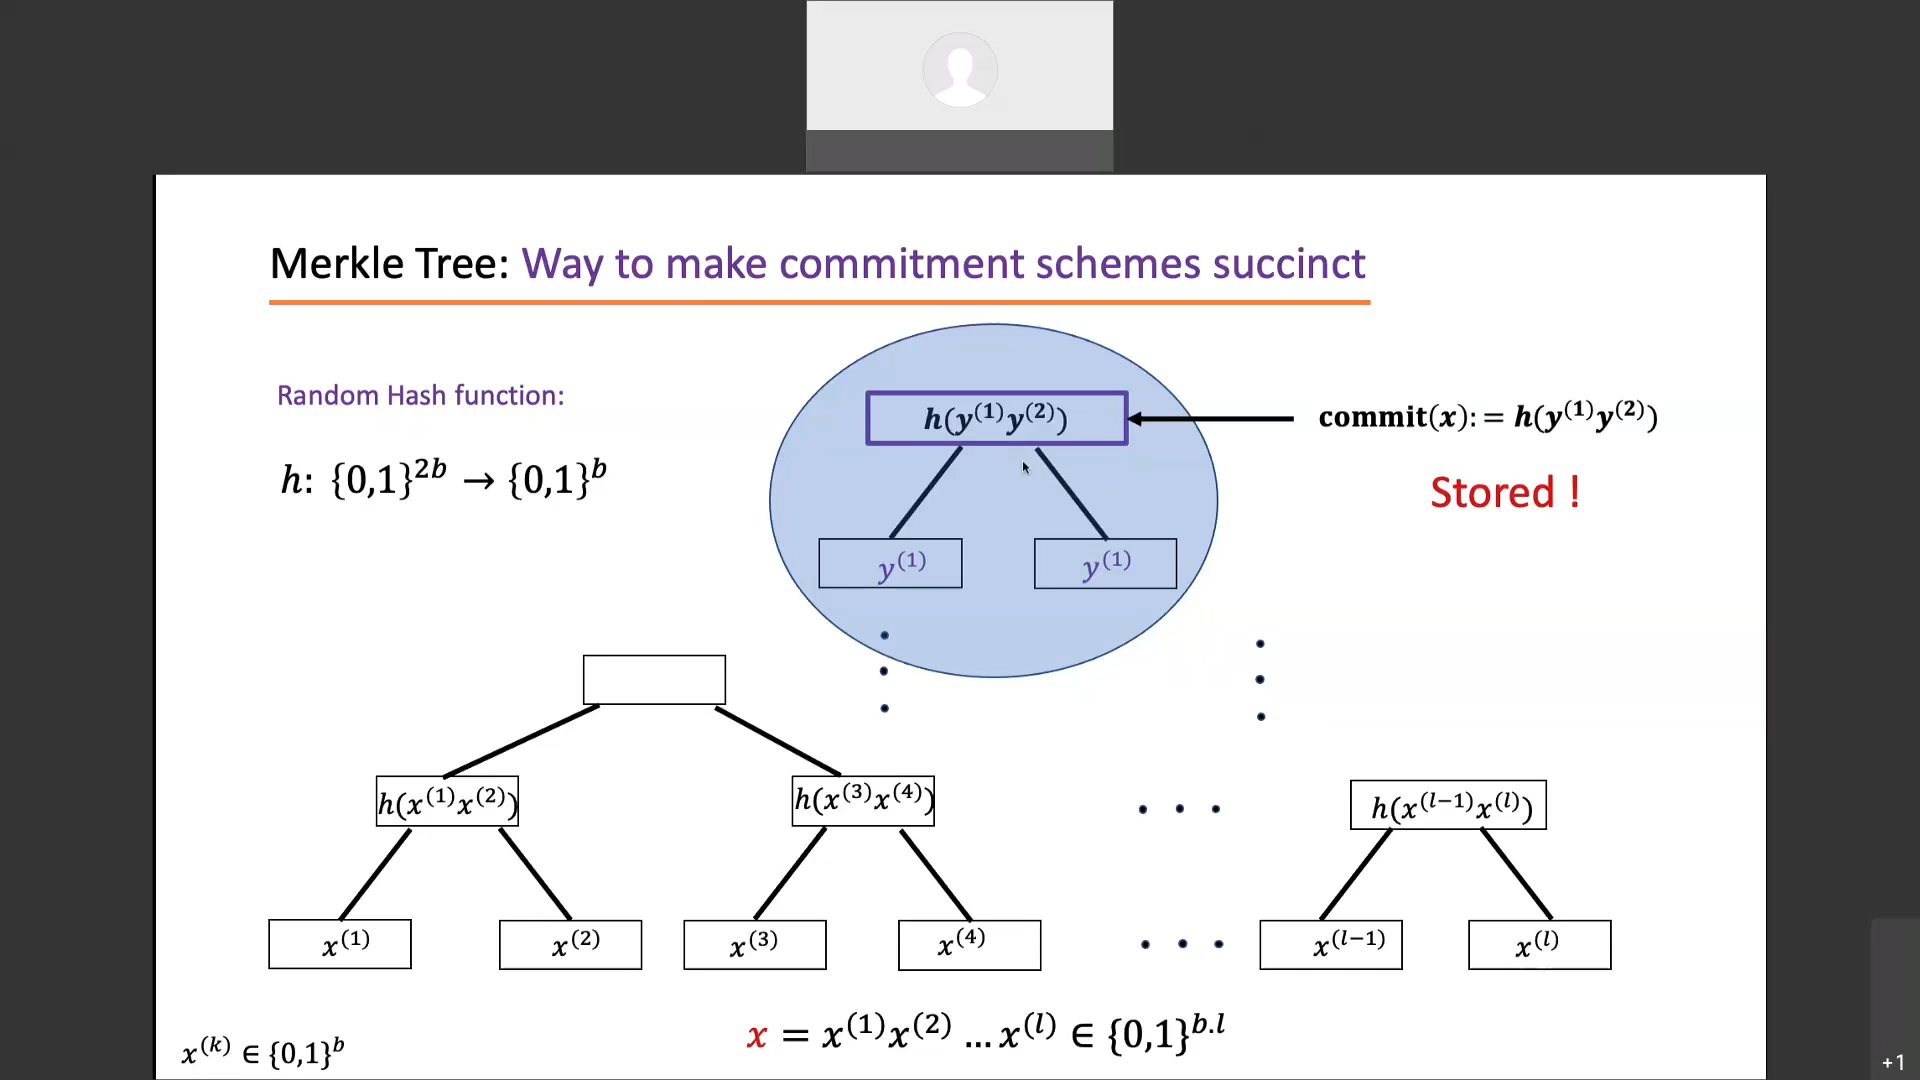 Merkle Tree: Way to make commitment schemes succinct
Random Hash function:
h(y⁽¹⁾y⁽²⁾)
commit(x): = h(y⁽¹⁾y⁽²⁾)
h: {0,1}²ᵇ → {0,1}ᵇ
Stored !
y⁽¹⁾ y⁽¹⁾
h(x⁽¹⁾x⁽²⁾) h(x⁽³⁾x⁽⁴⁾) · · · h(x⁽ˡ⁻¹⁾x⁽ˡ⁾)
x⁽¹⁾ x⁽²⁾ x⁽³⁾ x⁽⁴⁾ · · · x⁽ˡ⁻¹⁾ x⁽ˡ⁾
x = x⁽¹⁾x⁽²⁾ … x⁽ˡ⁾ ∈ {0,1}ᵇ·ˡ
x⁽ᵏ⁾ ∈ {0,1}ᵇ
+1